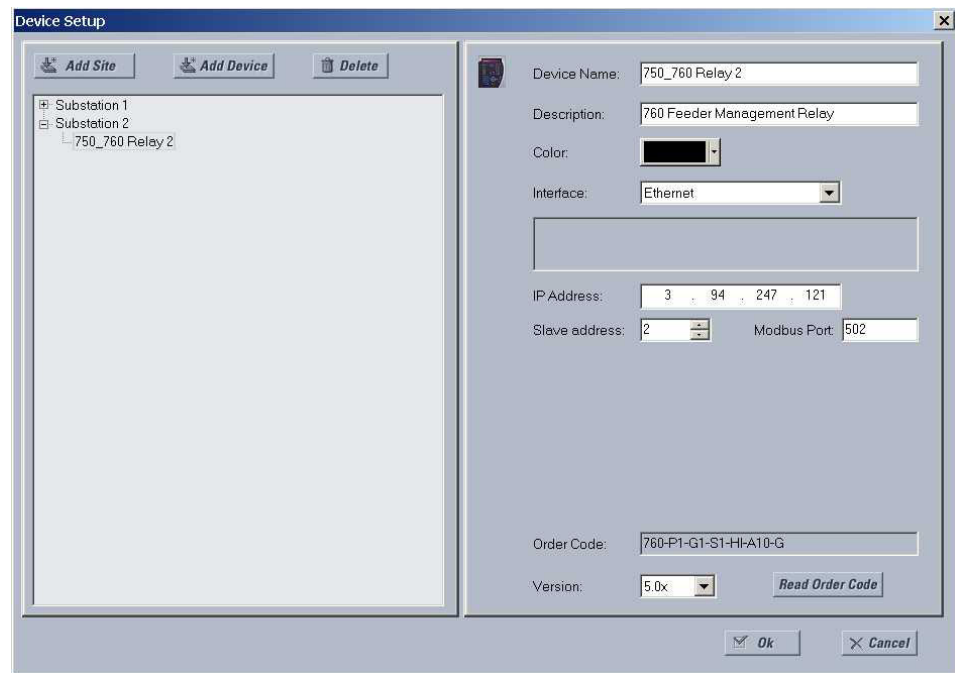 Device Setup
Add Site
Add Device
Delete
Substation 1
Substation 2
750_760 Relay 2
Device Name: 750_760 Relay 2
Description: 760 Feeder Management Relay
Color:
Interface: Ethernet
IP Address: 3 . 94 . 247 . 121
Slave address: 2 Modbus Port: 502
Order Code: 760-P1-G1-S1-HI-A10-G
Version: 5.0x Read Order Code
Ok Cancel